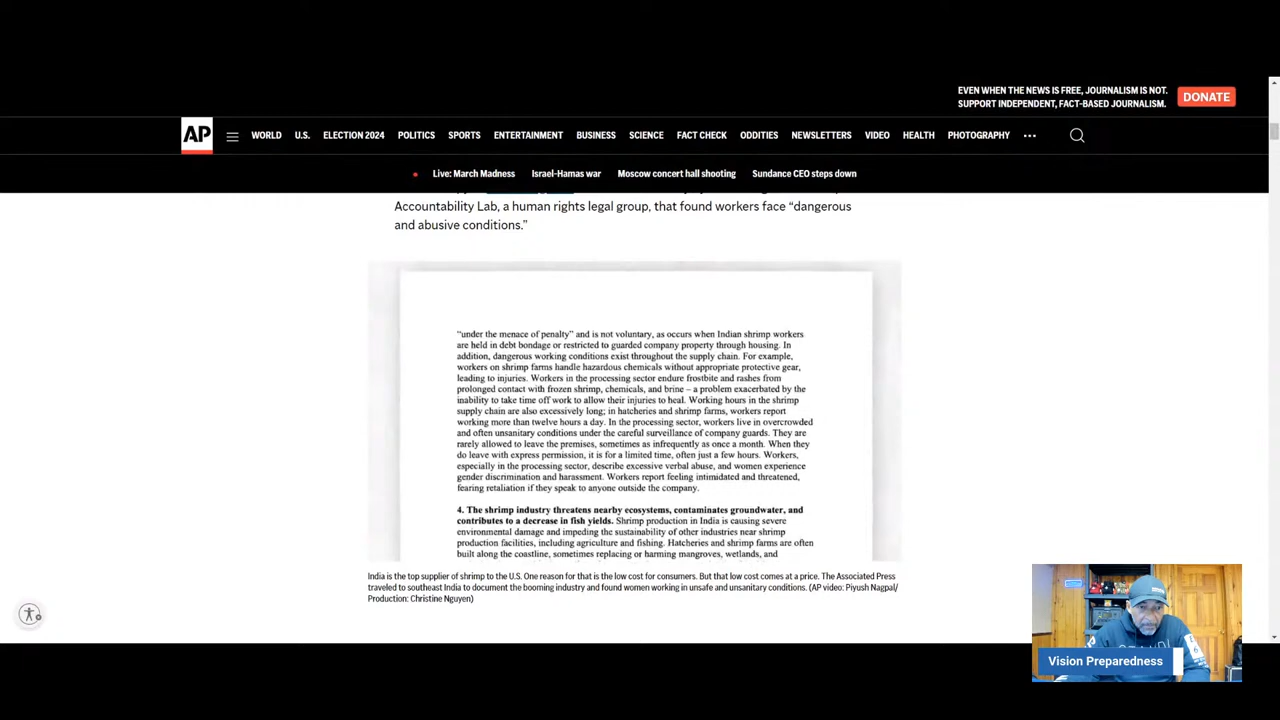 EVEN WHEN THE NEWS IS FREE, JOURNALISM IS NOT.
SUPPORT INDEPENDENT, FACT-BASED JOURNALISM.
DONATE
AP
WORLD U.S. ELECTION 2024 POLITICS SPORTS ENTERTAINMENT BUSINESS SCIENCE FACT CHECK ODDITIES NEWSLETTERS VIDEO HEALTH PHOTOGRAPHY
Live: March Madness Israel-Hamas war Moscow concert hall shooting Sundance CEO steps down
Accountability Lab, a human rights legal group, that found workers face “dangerous
and abusive conditions.”
“under the menace of penalty” and is not voluntary, as occurs when Indian shrimp workers
are held in debt bondage or restricted to guarded company property through housing. In
addition, dangerous working conditions exist throughout the supply chain. For example,
workers on shrimp farms handle hazardous chemicals without appropriate protective gear,
leading to injuries. Workers in the processing sector endure frostbite and rashes from
prolonged contact with frozen shrimp, chemicals, and brine – a problem exacerbated by the
inability to take time off work to allow their injuries to heal. Working hours in the shrimp
supply chain are also excessively long; in hatcheries and shrimp farms, workers report
working more than twelve hours a day. In the processing sector, workers live in overcrowded
and often unsanitary conditions under the careful surveillance of company guards. They are
rarely allowed to leave the premises, sometimes as infrequently as once a month. When they
do leave with express permission, it is for a limited time, often just a few hours. Workers,
especially in the processing sector, describe excessive verbal abuse, and women experience
gender discrimination and harassment. Workers report feeling intimidated and threatened,
fearing retaliation if they speak to anyone outside the company.
4. The shrimp industry threatens nearby ecosystems, contaminates groundwater, and
contributes to a decrease in fish yields. Shrimp production in India is causing severe
environmental damage and impeding the sustainability of other industries near shrimp
production facilities, including agriculture and fishing. Hatcheries and shrimp farms are often
built along the coastline, sometimes replacing or harming mangroves, wetlands, and
India is the top supplier of shrimp to the U.S. One reason for that is the low cost for consumers. But that low cost comes at a price. The Associated Press
traveled to southeast India to document the booming industry and found women working in unsafe and unsanitary conditions. (AP video: Piyush Nagpal/
Production: Christine Nguyen)
Vision Preparedness